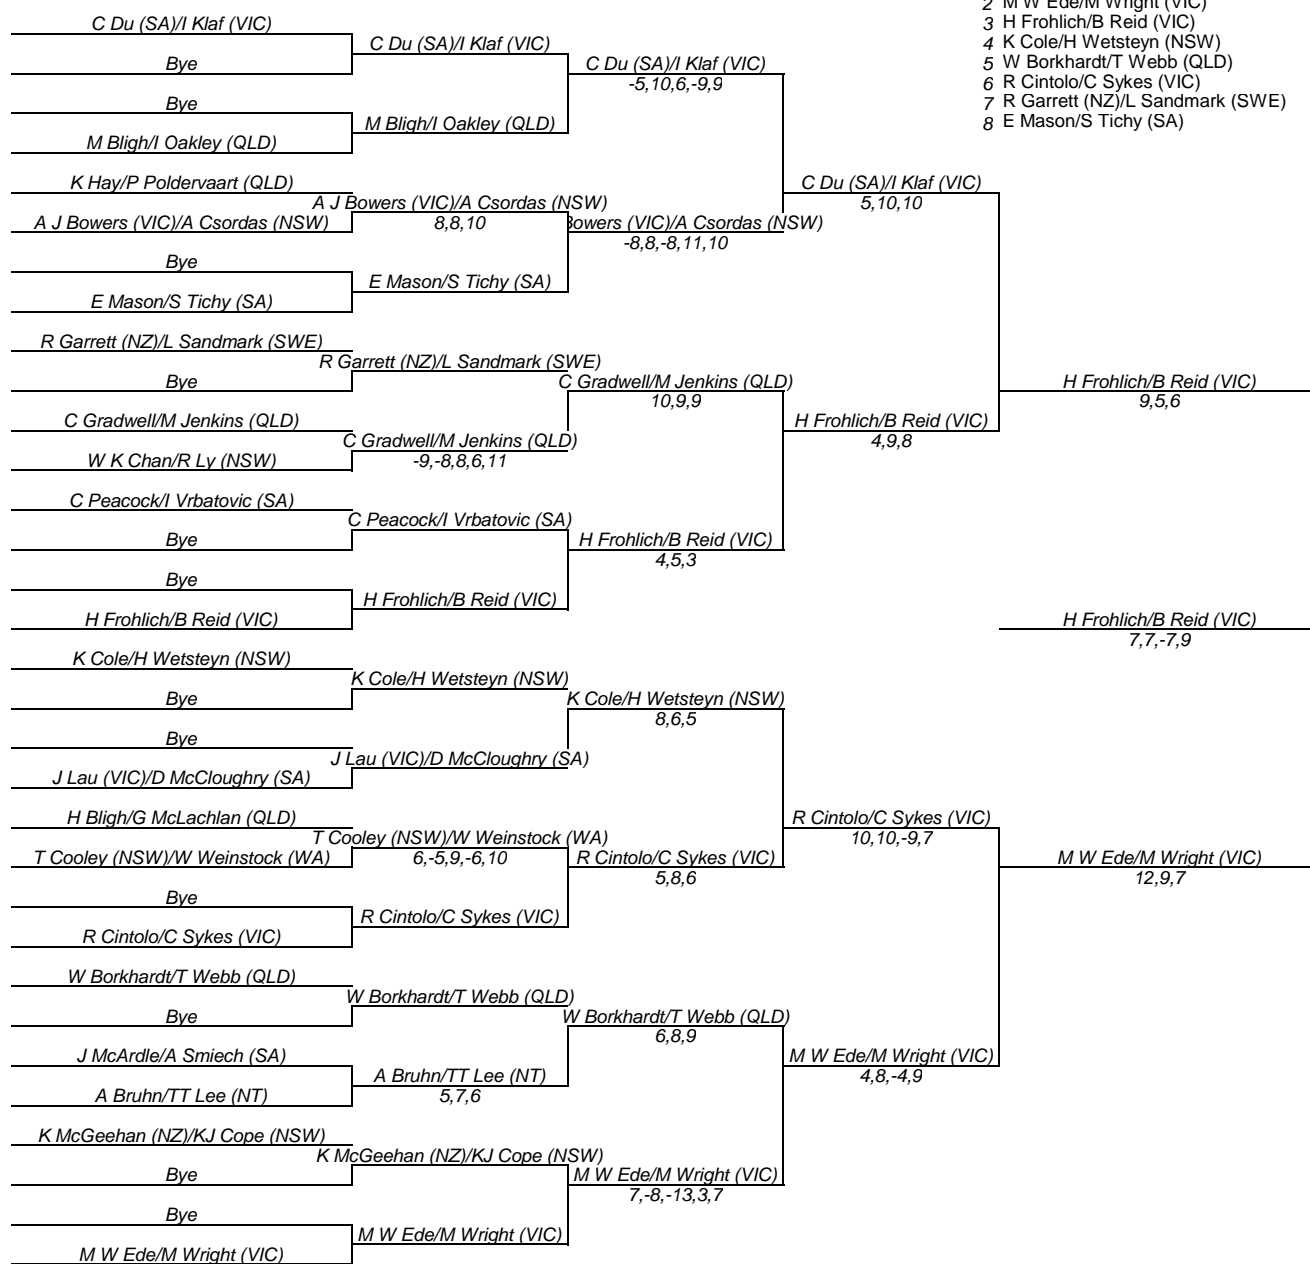 2 M W Ede/M Wright (VIC)
3 H Frohlich/B Reid (VIC)
4 K Cole/H Wetsteyn (NSW)
5 W Borkhardt/T Webb (QLD)
6 R Cintolo/C Sykes (VIC)
7 R Garrett (NZ)/L Sandmark (SWE)
8 E Mason/S Tichy (SA)
C Du (SA)/I Klaf (VIC)
Bye
Bye
M Bligh/I Oakley (QLD)
K Hay/P Poldervaart (QLD)
A J Bowers (VIC)/A Csordas (NSW)
Bye
E Mason/S Tichy (SA)
R Garrett (NZ)/L Sandmark (SWE)
Bye
C Gradwell/M Jenkins (QLD)
W K Chan/R Ly (NSW)
C Peacock/I Vrbatovic (SA)
Bye
Bye
H Frohlich/B Reid (VIC)
K Cole/H Wetsteyn (NSW)
Bye
Bye
J Lau (VIC)/D McCloughry (SA)
H Bligh/G McLachlan (QLD)
T Cooley (NSW)/W Weinstock (WA)
Bye
R Cintolo/C Sykes (VIC)
W Borkhardt/T Webb (QLD)
Bye
J McArdle/A Smiech (SA)
A Bruhn/TT Lee (NT)
K McGeehan (NZ)/KJ Cope (NSW)
Bye
Bye
M W Ede/M Wright (VIC)
C Du (SA)/I Klaf (VIC)
M Bligh/I Oakley (QLD)
A J Bowers (VIC)/A Csordas (NSW)
8,8,10
E Mason/S Tichy (SA)
R Garrett (NZ)/L Sandmark (SWE)
C Gradwell/M Jenkins (QLD)
-9,-8,8,6,11
C Peacock/I Vrbatovic (SA)
H Frohlich/B Reid (VIC)
K Cole/H Wetsteyn (NSW)
J Lau (VIC)/D McCloughry (SA)
T Cooley (NSW)/W Weinstock (WA)
6,-5,9,-6,10
R Cintolo/C Sykes (VIC)
W Borkhardt/T Webb (QLD)
A Bruhn/TT Lee (NT)
5,7,6
K McGeehan (NZ)/KJ Cope (NSW)
M W Ede/M Wright (VIC)
C Du (SA)/I Klaf (VIC)
-5,10,6,-9,9
Bowers (VIC)/A Csordas (NSW)
-8,8,-8,11,10
C Gradwell/M Jenkins (QLD)
10,9,9
H Frohlich/B Reid (VIC)
4,5,3
K Cole/H Wetsteyn (NSW)
8,6,5
R Cintolo/C Sykes (VIC)
5,8,6
W Borkhardt/T Webb (QLD)
6,8,9
M W Ede/M Wright (VIC)
7,-8,-13,3,7
C Du (SA)/I Klaf (VIC)
5,10,10
H Frohlich/B Reid (VIC)
4,9,8
R Cintolo/C Sykes (VIC)
10,10,-9,7
M W Ede/M Wright (VIC)
4,8,-4,9
H Frohlich/B Reid (VIC)
9,5,6
H Frohlich/B Reid (VIC)
7,7,-7,9
M W Ede/M Wright (VIC)
12,9,7